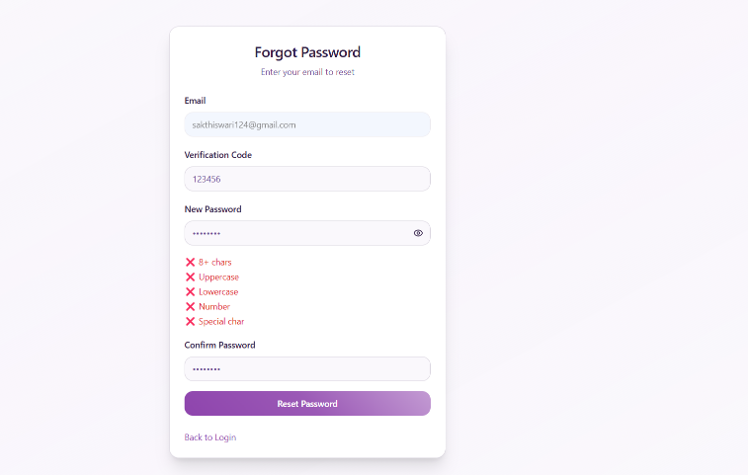 Forgot Password
Enter your email to reset
Email
sakthiswari124@gmail.com
Verification Code
123456
New Password
••••••••
❌ 8+ chars
❌ Uppercase
❌ Lowercase
❌ Number
❌ Special char
Confirm Password
••••••••
Reset Password
Back to Login